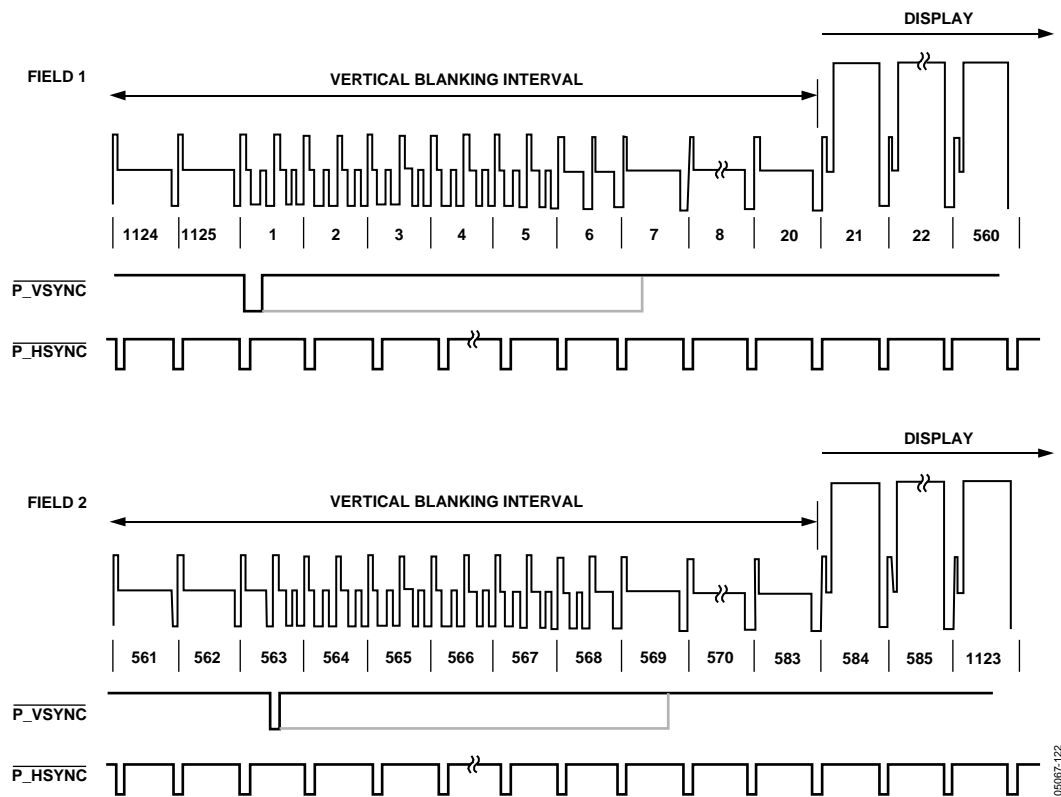 DISPLAY
FIELD 1
VERTICAL BLANKING INTERVAL
1124 1125 1 2 3 4 5 6 7 8 20 21 22 560
P_VSYNC
P_HSYNC
DISPLAY
FIELD 2
VERTICAL BLANKING INTERVAL
561 562 563 564 565 566 567 568 569 570 583 584 585 1123
P_VSYNC
P_HSYNC
05067-122